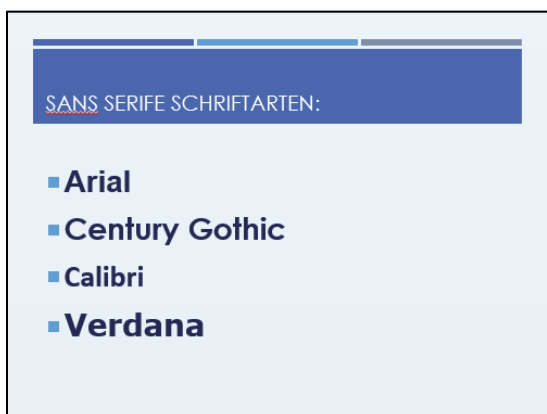 SANS SERIFE SCHRIFTARTEN:
Arial
Century Gothic
Calibri
Verdana